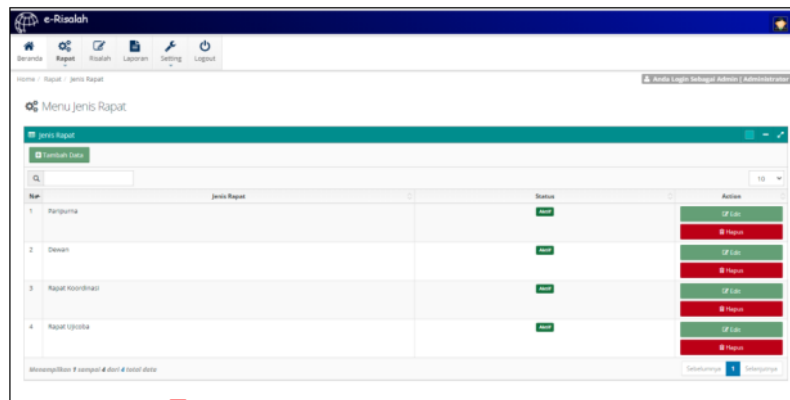 e-Risalah
Beranda Rapat Risalah Laporan Setting Logout
Home / Rapat / Jenis Rapat
Anda Login Sebagai Admin ( Administrator
Menu Jenis Rapat
Jenis Rapat
Tambah Data
10
No Jenis Rapat Status Action
1 Paripurna Aktif Edit
Hapus
2 Dewan Aktif Edit
Hapus
3 Rapat Koordinasi Aktif Edit
Hapus
4 Rapat Ujicoba Aktif Edit
Hapus
Menampilkan 1 sampai 4 dari 4 total data
Sebelumnya 1 Selanjutnya